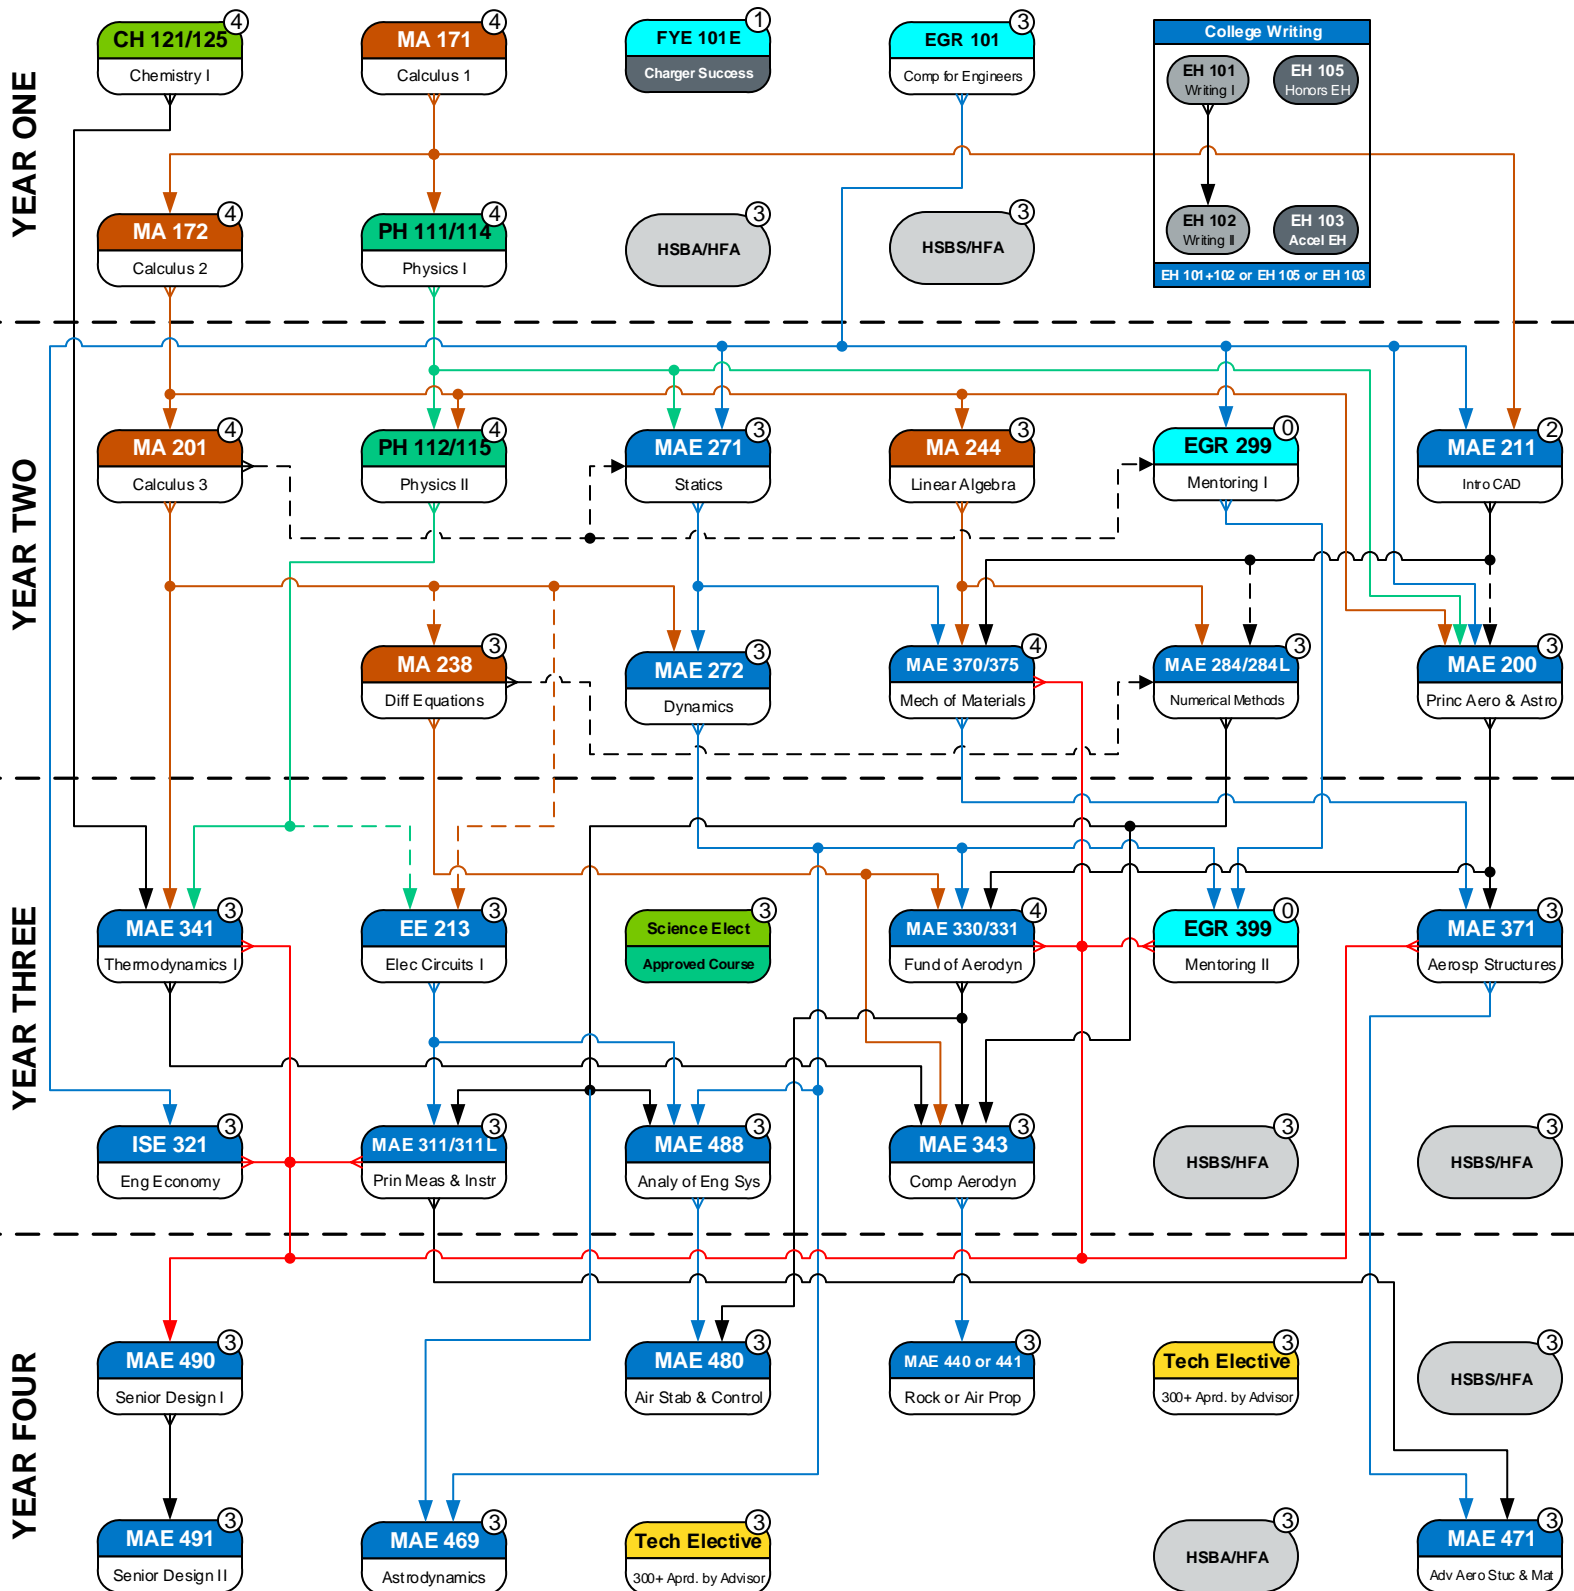 YEAR ONE
CH 121/125
4
Chemistry I
MA 171
4
Calculus 1
FYE 101E
1
Charger Success
EGR 101
3
Comp for Engineers
College Writing
EH 101
Writing I
EH 105
Honors EH
EH 102
Writing II
EH 103
Accel EH
EH 101+102 or EH 105 or EH 103
MA 172
4
Calculus 2
PH 111/114
4
Physics I
3
HSBA/HFA
3
HSBS/HFA
YEAR TWO
MA 201
4
Calculus 3
PH 112/115
4
Physics II
MAE 271
3
Statics
MA 244
3
Linear Algebra
EGR 299
0
Mentoring I
MAE 211
2
Intro CAD
MA 238
3
Diff Equations
MAE 272
3
Dynamics
MAE 370/375
4
Mech of Materials
MAE 284/284L
3
Numerical Methods
MAE 200
3
Princ Aero & Astro
YEAR THREE
MAE 341
3
Thermodynamics I
EE 213
3
Elec Circuits I
Science Elect
3
Approved Course
MAE 330/331
4
Fund of Aerodyn
EGR 399
0
Mentoring II
MAE 371
3
Aerosp Structures
ISE 321
3
Eng Economy
MAE 311/311L
3
Prin Meas & Instr
MAE 488
3
Analy of Eng Sys
MAE 343
3
Comp Aerodyn
3
HSBS/HFA
3
HSBS/HFA
YEAR FOUR
MAE 490
3
Senior Design I
MAE 480
3
Air Stab & Control
MAE 440 or 441
3
Rock or Air Prop
Tech Elective
3
300+ Aprd. by Advisor
3
HSBS/HFA
MAE 491
3
Senior Design II
MAE 469
3
Astrodynamics
Tech Elective
3
300+ Aprd. by Advisor
3
HSBA/HFA
MAE 471
3
Adv Aero Stuc & Mat